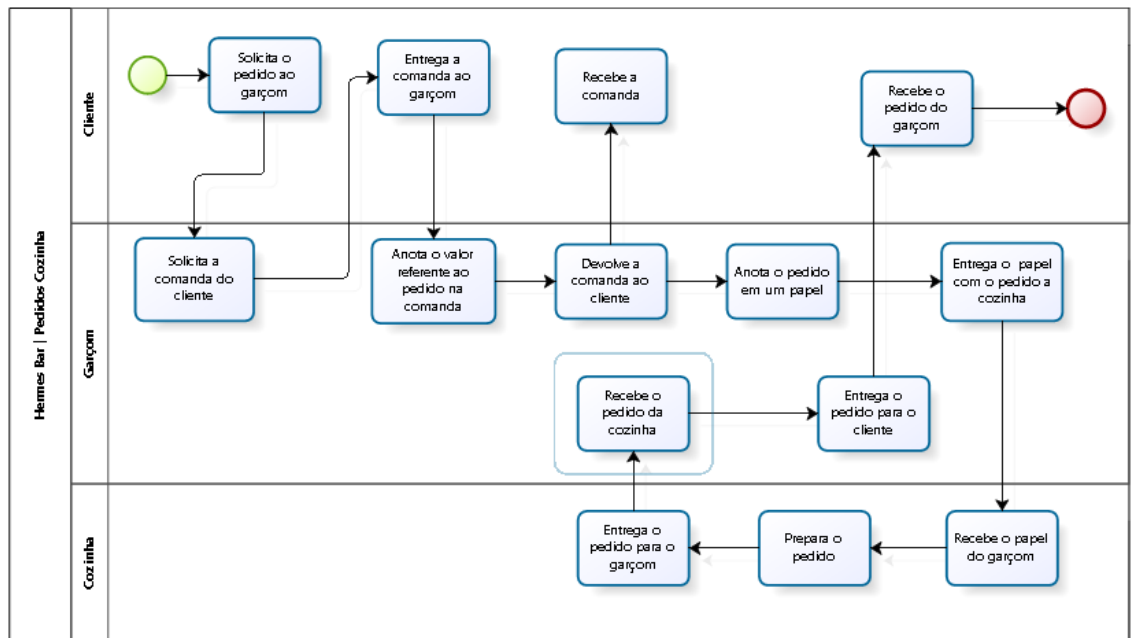 Hermes Bar | Pedidos Cozinha
Cliente
Solicita o
pedido ao
garçom
Entrega a
comanda ao
garçom
Recebe a
comanda
Recebe o
pedido do
garçom
Garçom
Solicita a
comanda do
cliente
Anota o valor
referente ao
pedido na
comanda
Devolve a
comanda ao
cliente
Anota o pedido
em um papel
Entrega o papel
com o pedido a
cozinha
Recebe o
pedido da
cozinha
Entrega o
pedido para o
cliente
Cozinha
Entrega o
pedido para o
garçom
Prepara o
pedido
Recebe o papel
do garçom